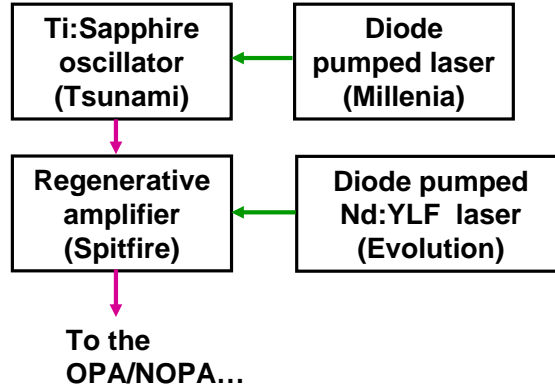 Ti:Sapphire
oscillator
(Tsunami)
Diode
pumped laser
(Millenia)
Regenerative
amplifier
(Spitfire)
Diode pumped
Nd:YLF laser
(Evolution)
To the
OPA/NOPA…